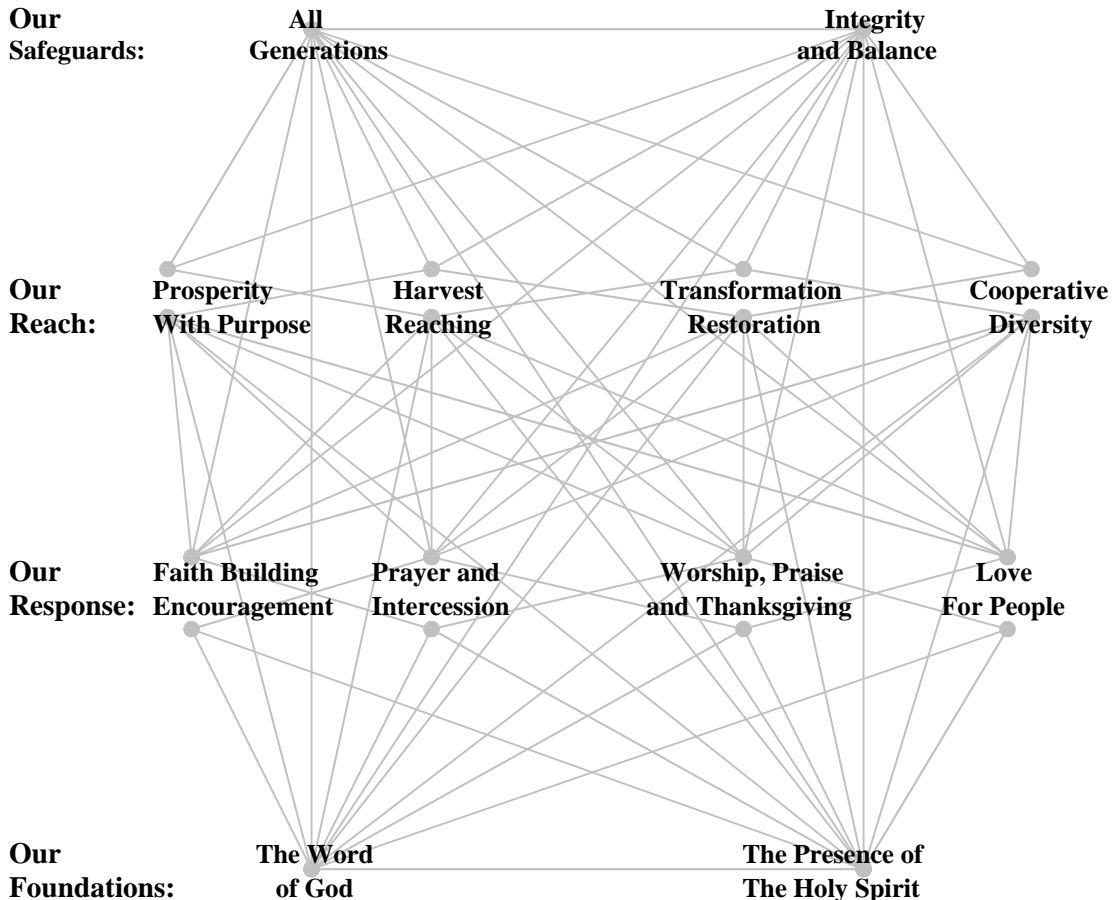 Our All Integrity
Safeguards: Generations and Balance
Our Prosperity Harvest Transformation Cooperative
Reach: With Purpose Reaching Restoration Diversity
Our Faith Building Prayer and Worship, Praise Love
Response: Encouragement Intercession and Thanksgiving For People
Our The Word The Presence of
Foundations: of God The Holy Spirit